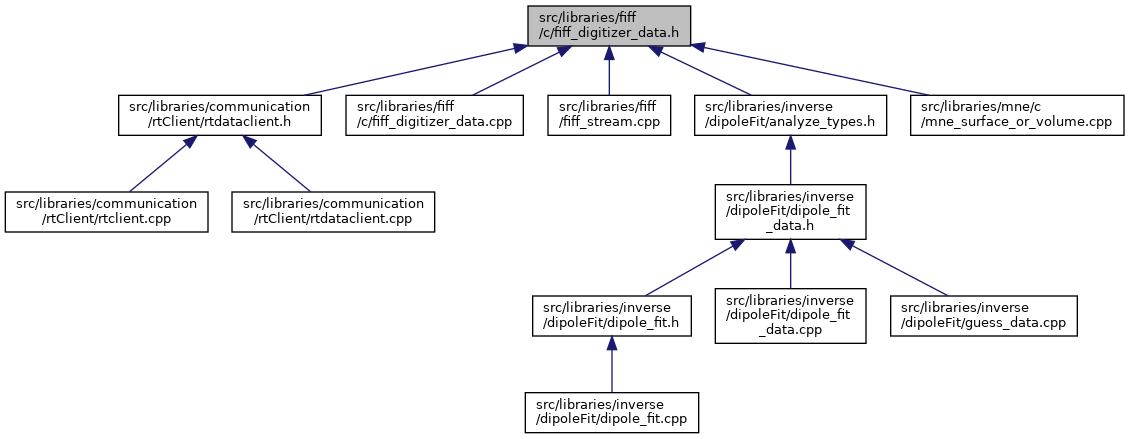 src/libraries/fiff
/c/fiff_digitizer_data.h
src/libraries/communication
/rtClient/rtdataclient.h
src/libraries/fiff
/c/fiff_digitizer_data.cpp
src/libraries/fiff
/fiff_stream.cpp
src/libraries/inverse
/dipoleFit/analyze_types.h
src/libraries/mne/c
/mne_surface_or_volume.cpp
src/libraries/communication
/rtClient/rtclient.cpp
src/libraries/communication
/rtClient/rtdataclient.cpp
src/libraries/inverse
/dipoleFit/dipole_fit
_data.h
src/libraries/inverse
/dipoleFit/dipole_fit.h
src/libraries/inverse
/dipoleFit/dipole_fit
_data.cpp
src/libraries/inverse
/dipoleFit/guess_data.cpp
src/libraries/inverse
/dipoleFit/dipole_fit.cpp